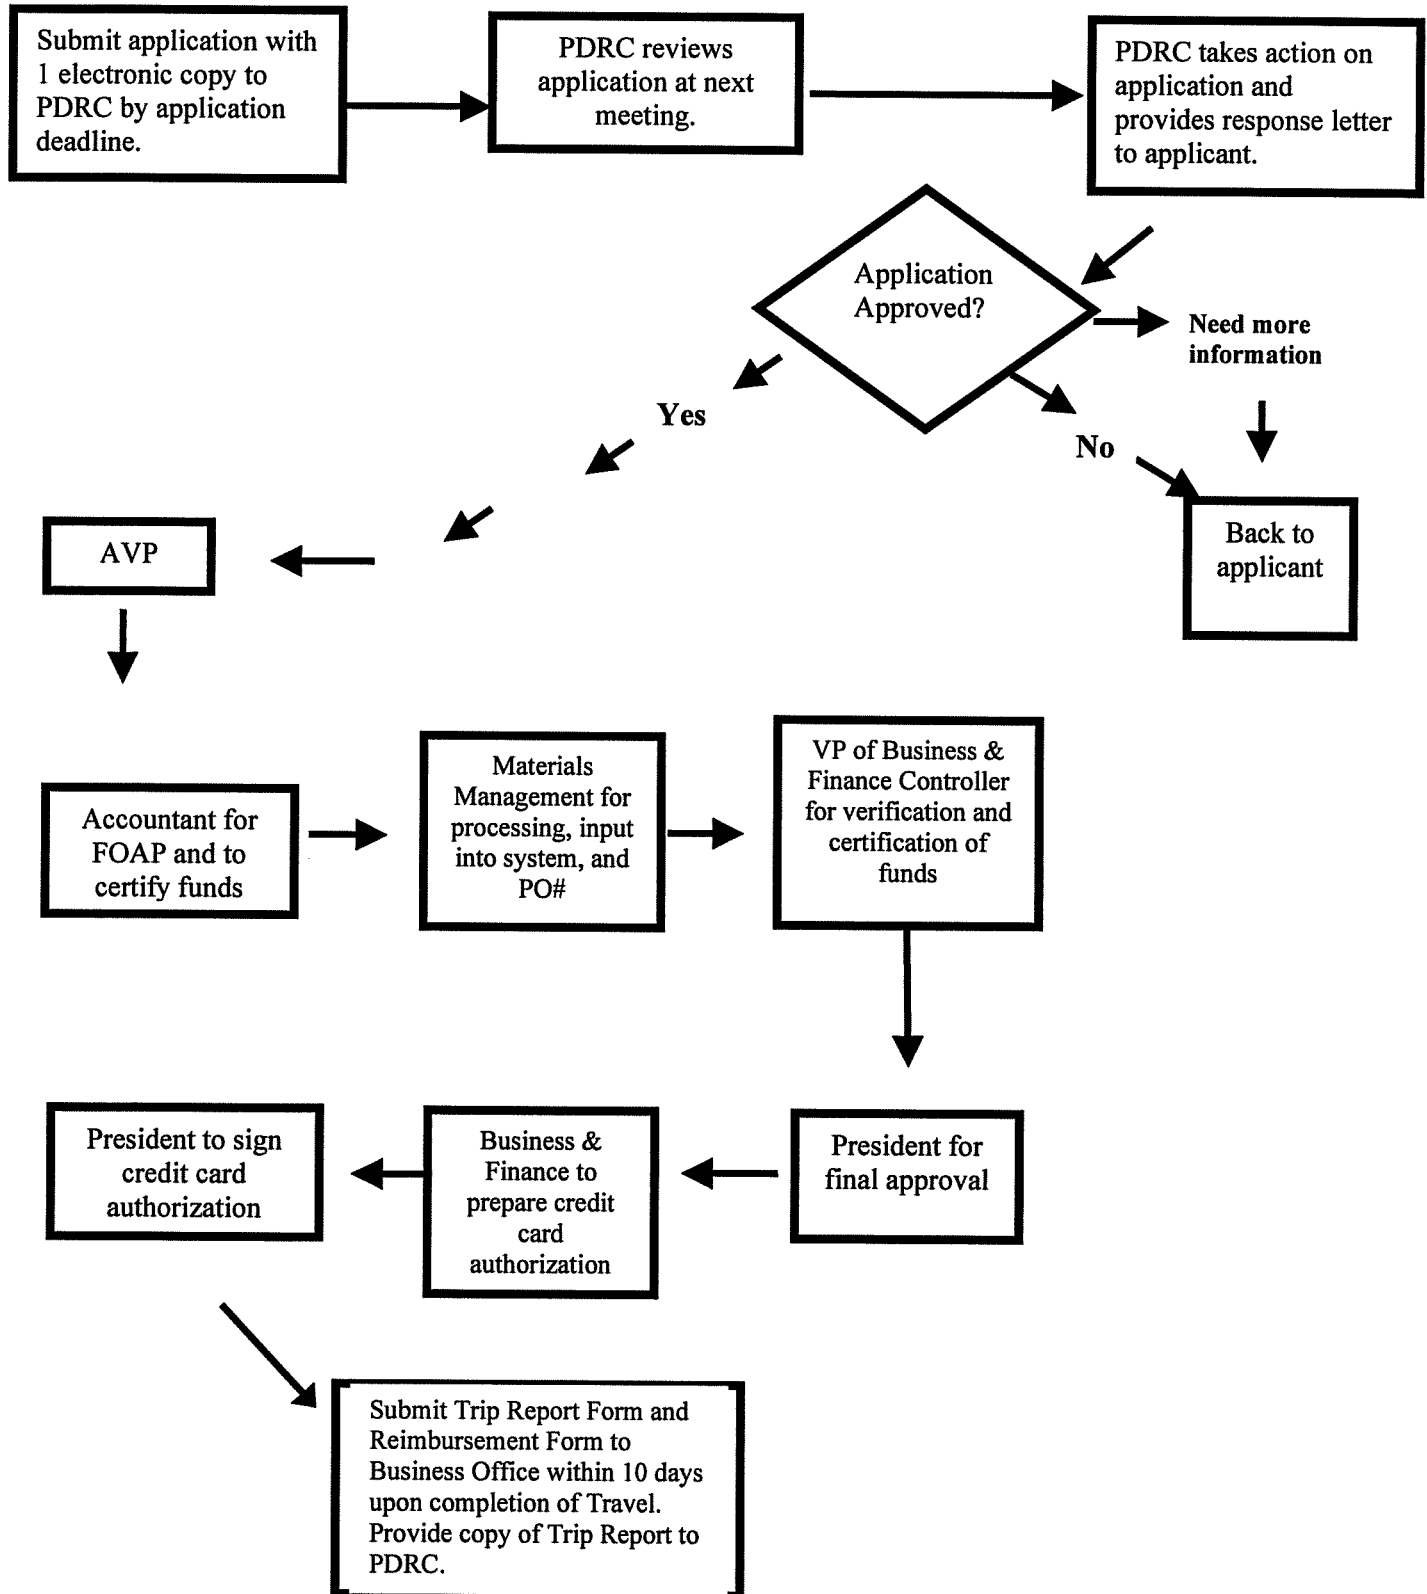 Submit application with
1 electronic copy to
PDRC by application
deadline.
PDRC reviews
application at next
meeting.
PDRC takes action on
application and
provides response letter
to applicant.
Application
Approved?
Need more
information
Yes
No
Back to
applicant
AVP
Accountant for
FOAP and to
certify funds
Materials
Management for
processing, input
into system, and
PO#
VP of Business &
Finance Controller
for verification and
certification of
funds
President for
final approval
Business &
Finance to
prepare credit
card
authorization
President to sign
credit card
authorization
Submit Trip Report Form and
Reimbursement Form to
Business Office within 10 days
upon completion of Travel.
Provide copy of Trip Report to
PDRC.